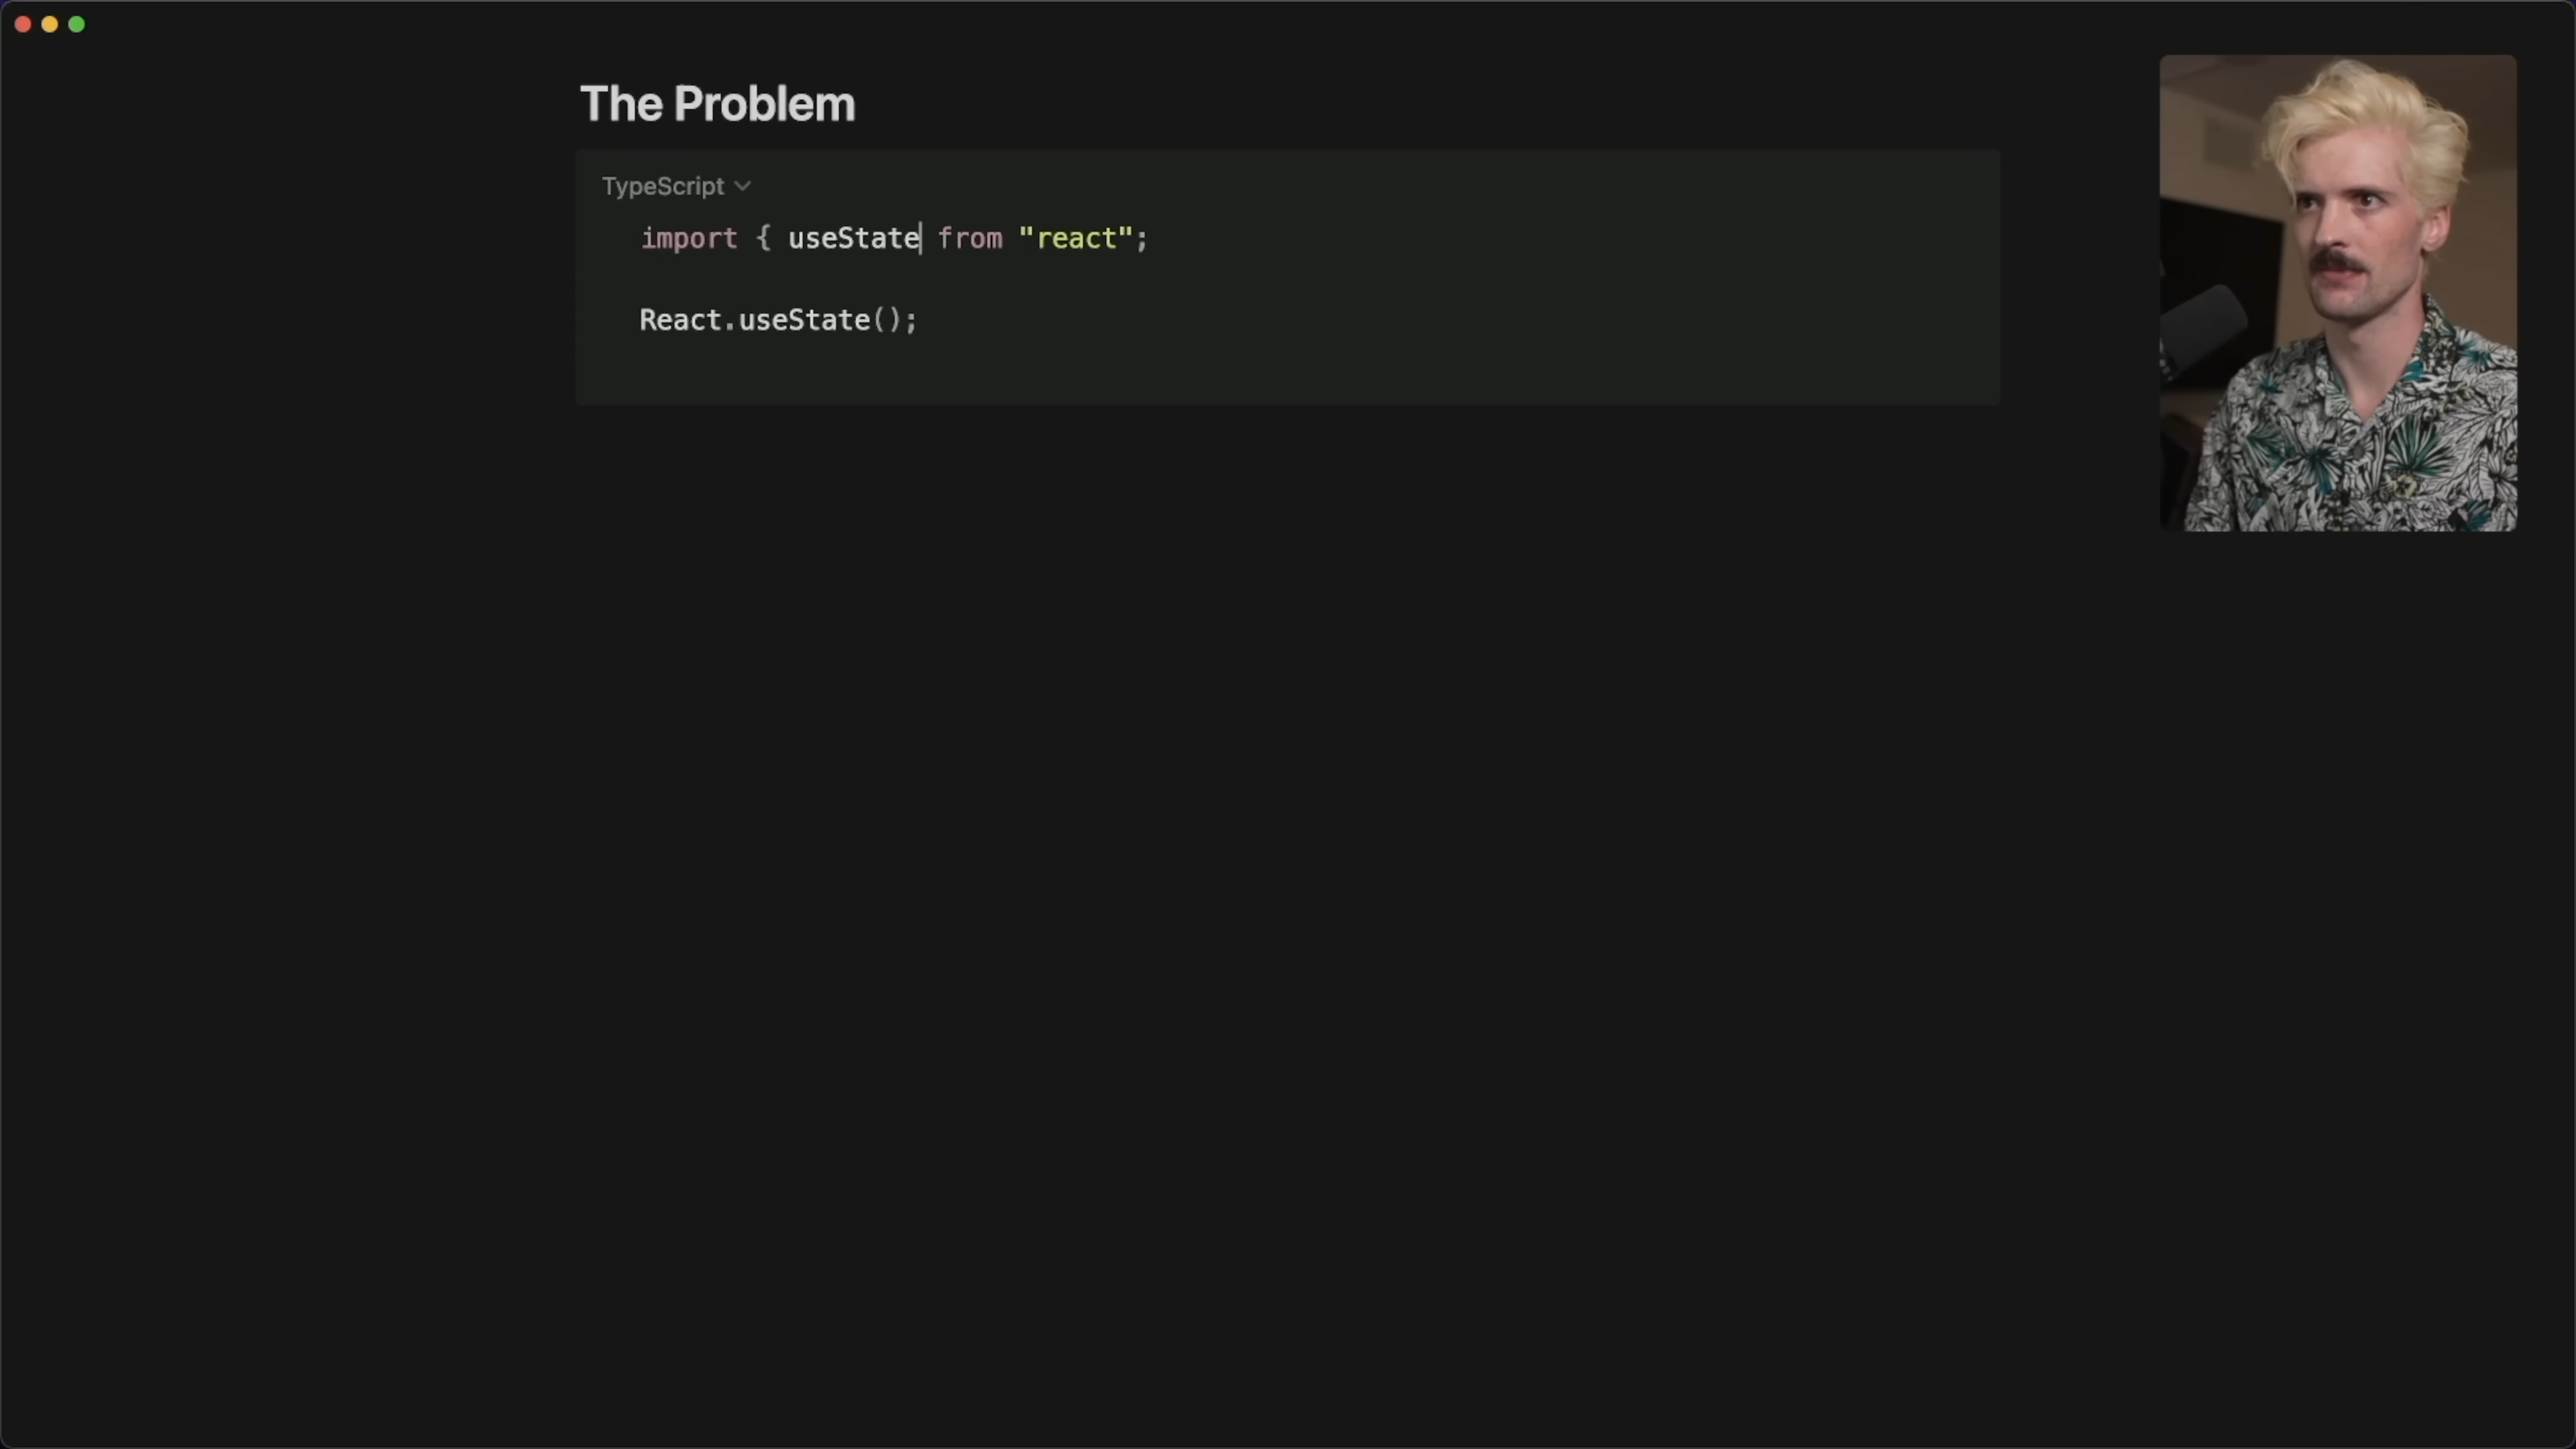 The Problem
TypeScript
import { useState from "react";
React.useState();